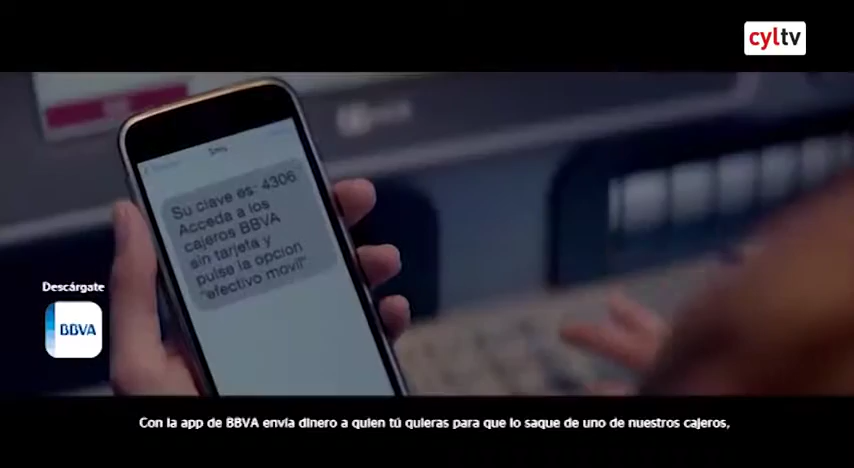 cyltv
Su clave es: 4306
Acceda a los
cajeros BBVA
sin tarjeta y
pulse la opcion
"efectivo movil"
Descárgate
BBVA
Con la app de BBVA envía dinero a quien tú quieras para que lo saque de uno de nuestros cajeros,